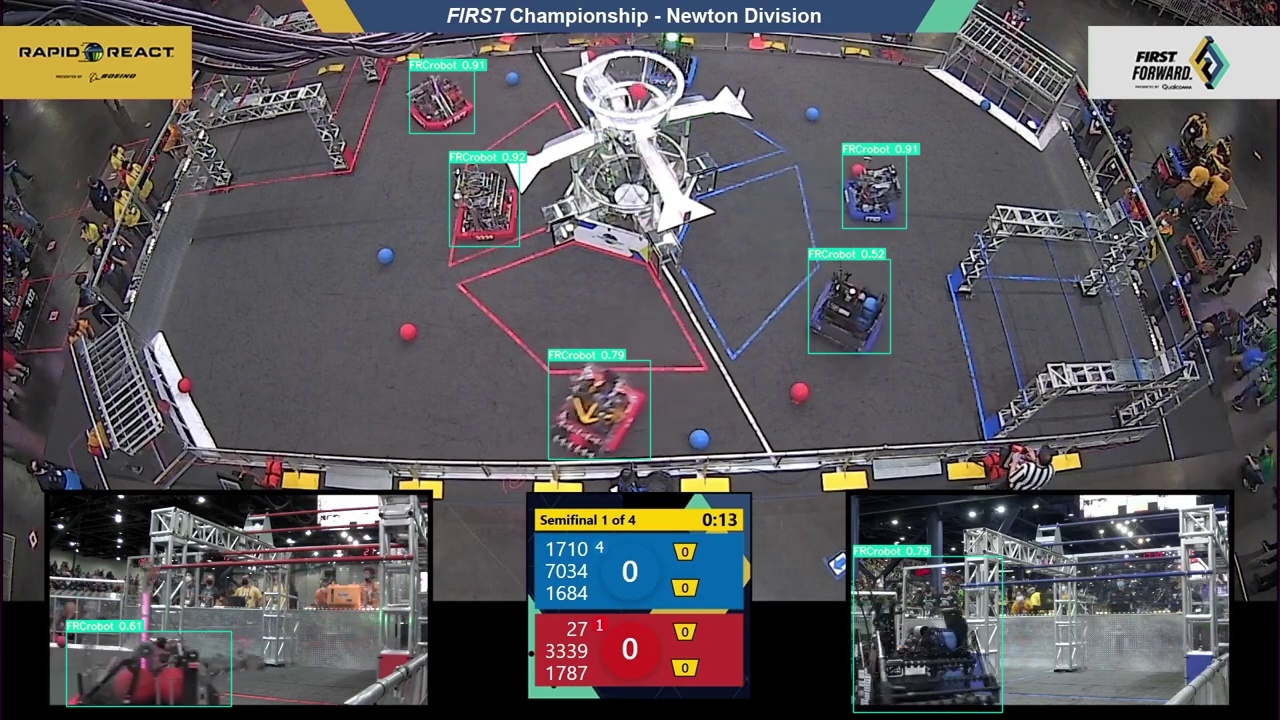 FIRST Championship - Newton Division
RAPID REACT
PRESENTED BY BOEING
FIRST
FORWARD
PRESENTED BY Qualcomm
FRCrobot 0.91
FRCrobot 0.92
FRCrobot 0.91
FRCrobot 0.52
FRCrobot 0.79
FRCrobot 0.61
FRCrobot 0.79
Semifinal 1 of 4 0:13
1710 4
7034
1684
0
0
0
27 1
3339
1787
0
0
0